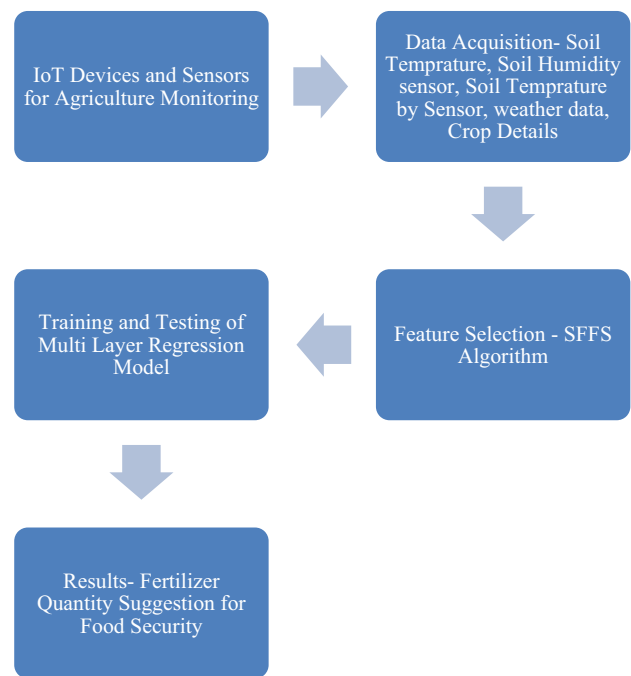 IoT Devices and Sensors
for Agriculture Monitoring
Data Acquisition- Soil
Temprature, Soil Humidity
sensor, Soil Temprature
by Sensor, weather data,
Crop Details
Feature Selection - SFFS
Algorithm
Training and Testing of
Multi Layer Regression
Model
Results- Fertilizer
Quantity Suggestion for
Food Security